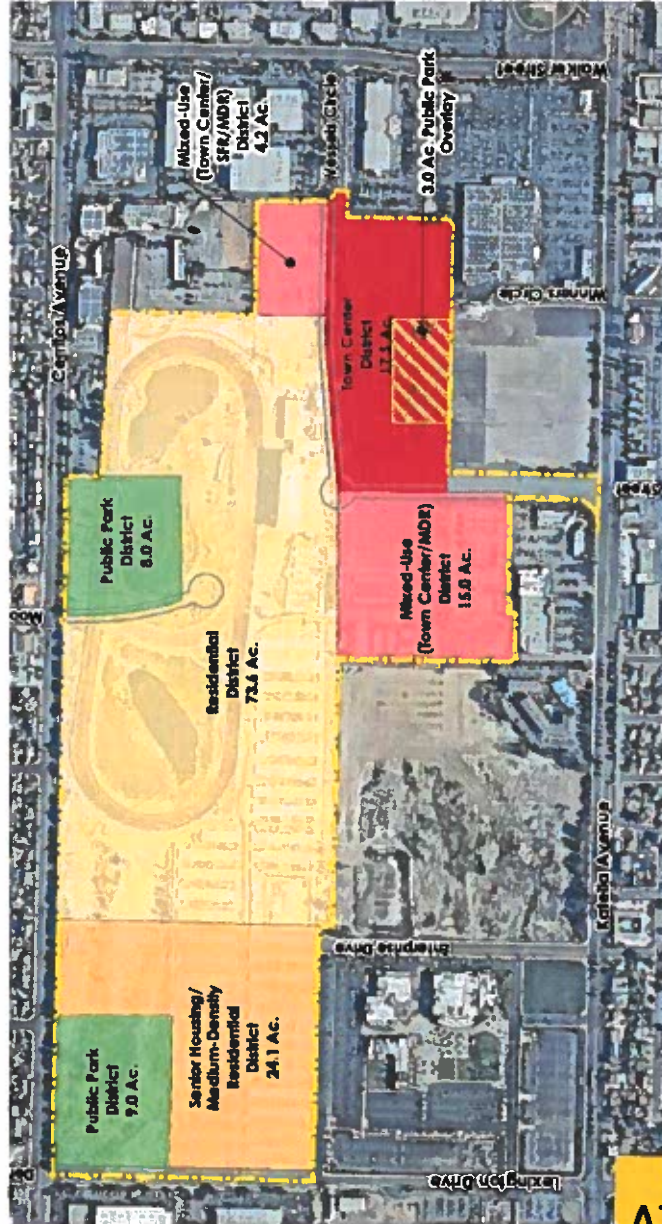 Cerritos Avenue
Walker Street
Mixed-Use
(Town Center/
SFR/MDR)
District
4.2 Ac.
Vessels Circle
3.0 Ac. Public Park
Overlay
Public Park
District
8.0 Ac.
Residential
District
73.6 Ac.
Town Center
District
17.5 Ac.
Winners Circle
Public Park
District
9.0 Ac.
Senior Housing/
Medium-Density
Residential
District
24.1 Ac.
Mixed-Use
(Town Center/MDR)
District
15.0 Ac.
Street
Enterprise Drive
Katella Avenue
Lexington Drive